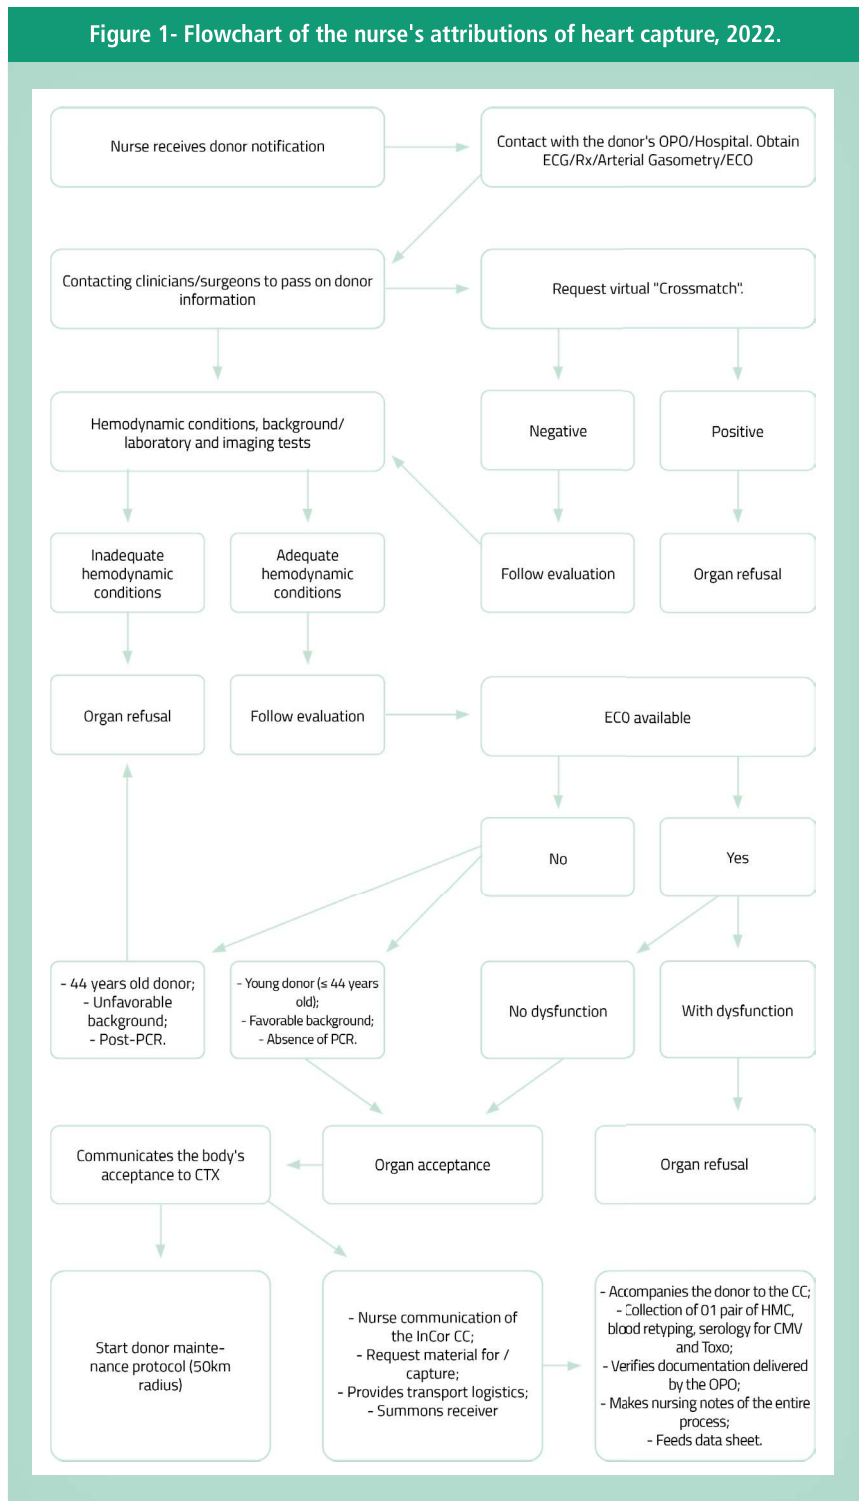 Figure 1- Flowchart of the nurse's attributions of heart capture, 2022.
Nurse receives donor notification
Contact with the donor's OPO/Hospital. Obtain
ECG/Rx/Arterial Gasometry/ECO
Contacting clinicians/surgeons to pass on donor
information
Request virtual "Crossmatch".
Hemodynamic conditions, background/
laboratory and imaging tests
Negative
Positive
Inadequate
hemodynamic
conditions
Adequate
hemodynamic
conditions
Follow evaluation
Organ refusal
Organ refusal
Follow evaluation
ECO available
No
Yes
- 44 years old donor;
- Unfavorable
background;
- Post-PCR.
- Young donor (≤ 44 years
old);
- Favorable background;
- Absence of PCR.
No dysfunction
With dysfunction
Communicates the body's
acceptance to CTX
Organ acceptance
Organ refusal
Start donor mainte-
nance protocol (50km
radius)
- Nurse communication of
the InCor CC;
- Request material for /
capture;
- Provides transport logistics;
- Summons receiver
- Accompanies the donor to the CC;
- Collection of 01 pair of HMC,
blood retyping, serology for CMV
and Toxo;
- Verifies documentation delivered
by the OPO;
- Makes nursing notes of the entire
process;
- Feeds data sheet.